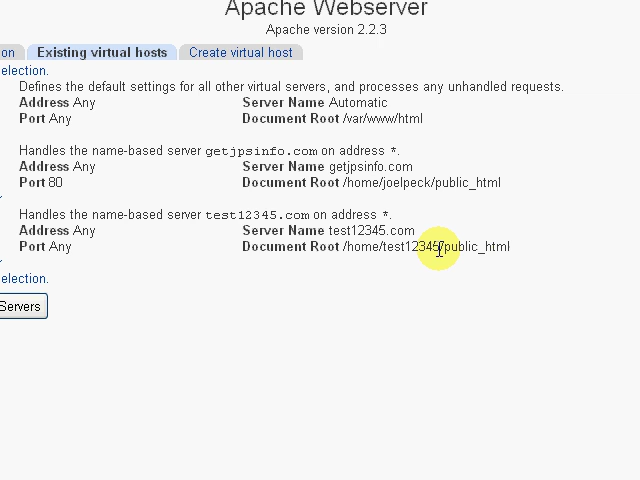 Apache Webserver
Apache version 2.2.3
on Existing virtual hosts Create virtual host
election.
Defines the default settings for all other virtual servers, and processes any unhandled requests.
Address Any Server Name Automatic
Port Any Document Root /var/www/html
Handles the name-based server getjpsinfo.com on address *.
Address Any Server Name getjpsinfo.com
Port 80 Document Root /home/joelpeck/public_html
Handles the name-based server test12345.com on address *.
Address Any Server Name test12345.com
Port Any Document Root /home/test12345/public_html
election.
Servers